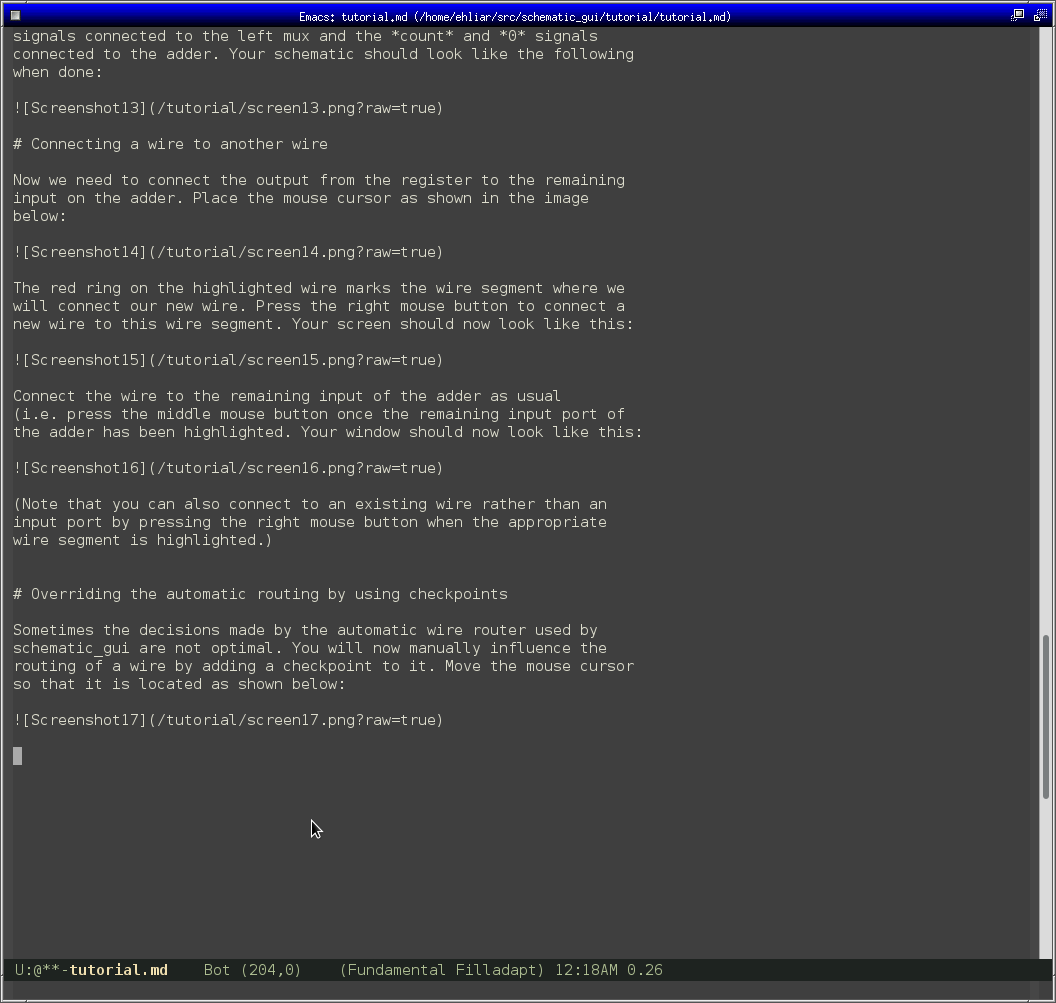 Emacs: tutorial.md (/home/ehliar/src/schematic_gui/tutorial/tutorial.md)
signals connected to the left mux and the *count* and *0* signals
connected to the adder. Your schematic should look like the following
when done:
![Screenshot13](/tutorial/screen13.png?raw=true)
# Connecting a wire to another wire
Now we need to connect the output from the register to the remaining
input on the adder. Place the mouse cursor as shown in the image
below:
![Screenshot14](/tutorial/screen14.png?raw=true)
The red ring on the highlighted wire marks the wire segment where we
will connect our new wire. Press the right mouse button to connect a
new wire to this wire segment. Your screen should now look like this:
![Screenshot15](/tutorial/screen15.png?raw=true)
Connect the wire to the remaining input of the adder as usual
(i.e. press the middle mouse button once the remaining input port of
the adder has been highlighted. Your window should now look like this:
![Screenshot16](/tutorial/screen16.png?raw=true)
(Note that you can also connect to an existing wire rather than an
input port by pressing the right mouse button when the appropriate
wire segment is highlighted.)
# Overriding the automatic routing by using checkpoints
Sometimes the decisions made by the automatic wire router used by
schematic_gui are not optimal. You will now manually influence the
routing of a wire by adding a checkpoint to it. Move the mouse cursor
so that it is located as shown below:
![Screenshot17](/tutorial/screen17.png?raw=true)
U:@**-tutorial.md    Bot (204,0)    (Fundamental Filladapt) 12:18AM 0.26